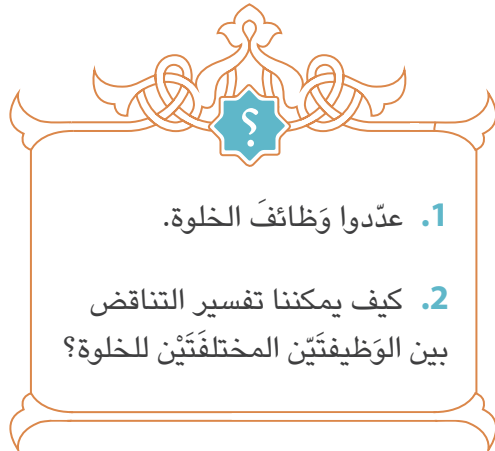 ؟
1. عدّدوا وَظائفَ الخلوة.
2. كيف يمكننا تفسير التناقض
بين الوَظيفتَيّن المختلفَتَيْن للخلوة؟